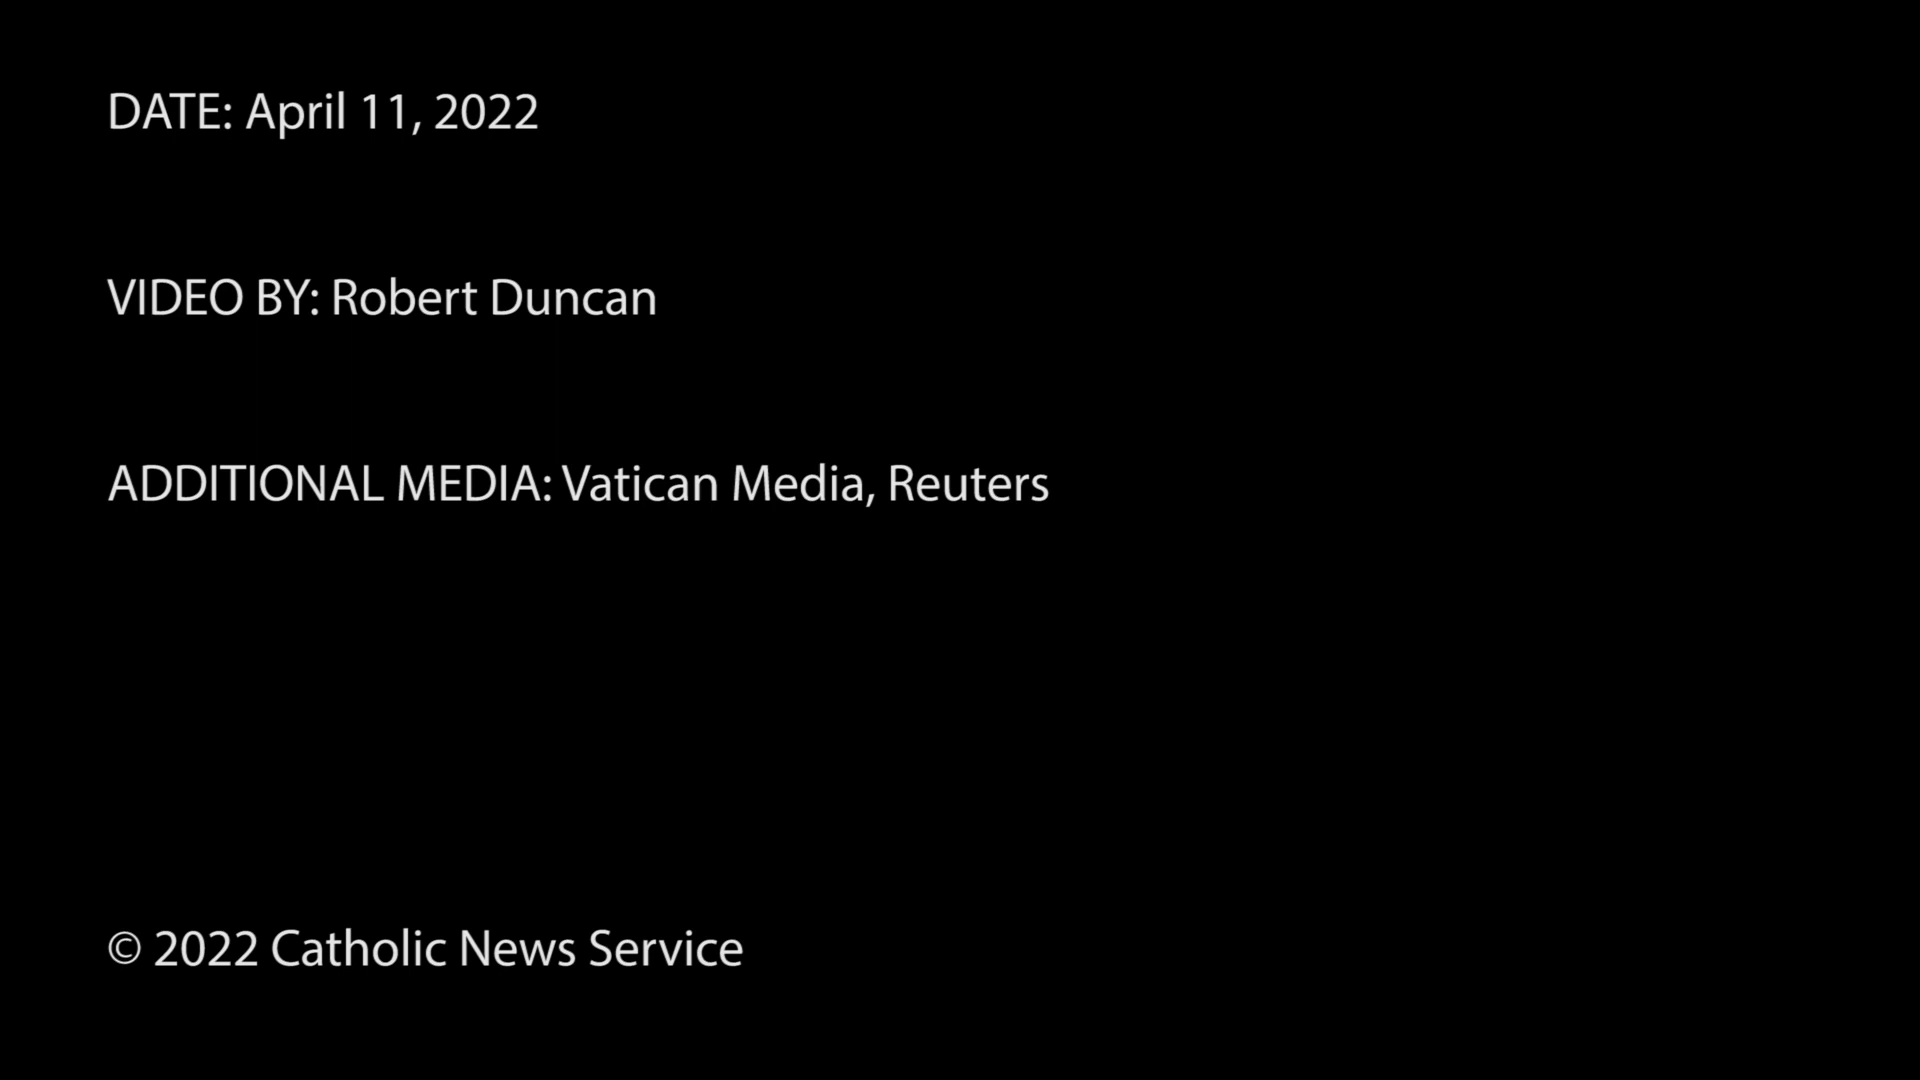 DATE: April 11, 2022
VIDEO BY: Robert Duncan
ADDITIONAL MEDIA: Vatican Media, Reuters
© 2022 Catholic News Service